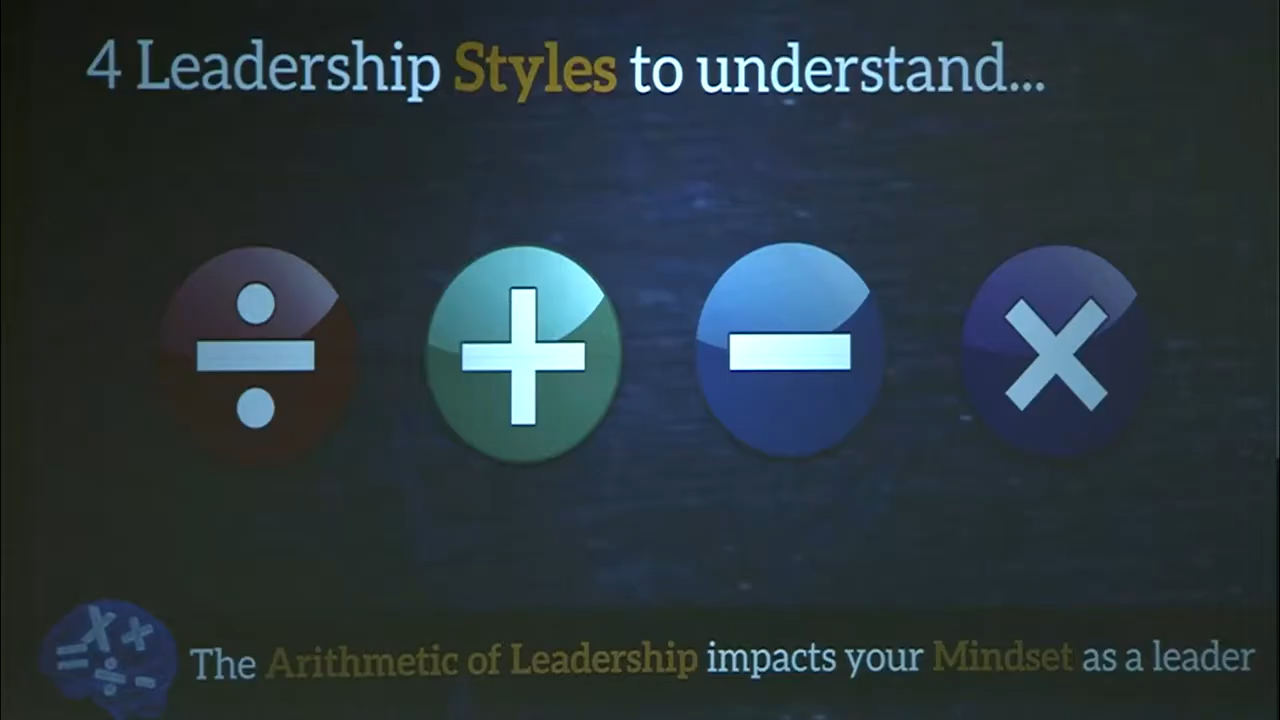 4 Leadership Styles to understand...
÷ + − ×
The Arithmetic of Leadership impacts your Mindset as a leader